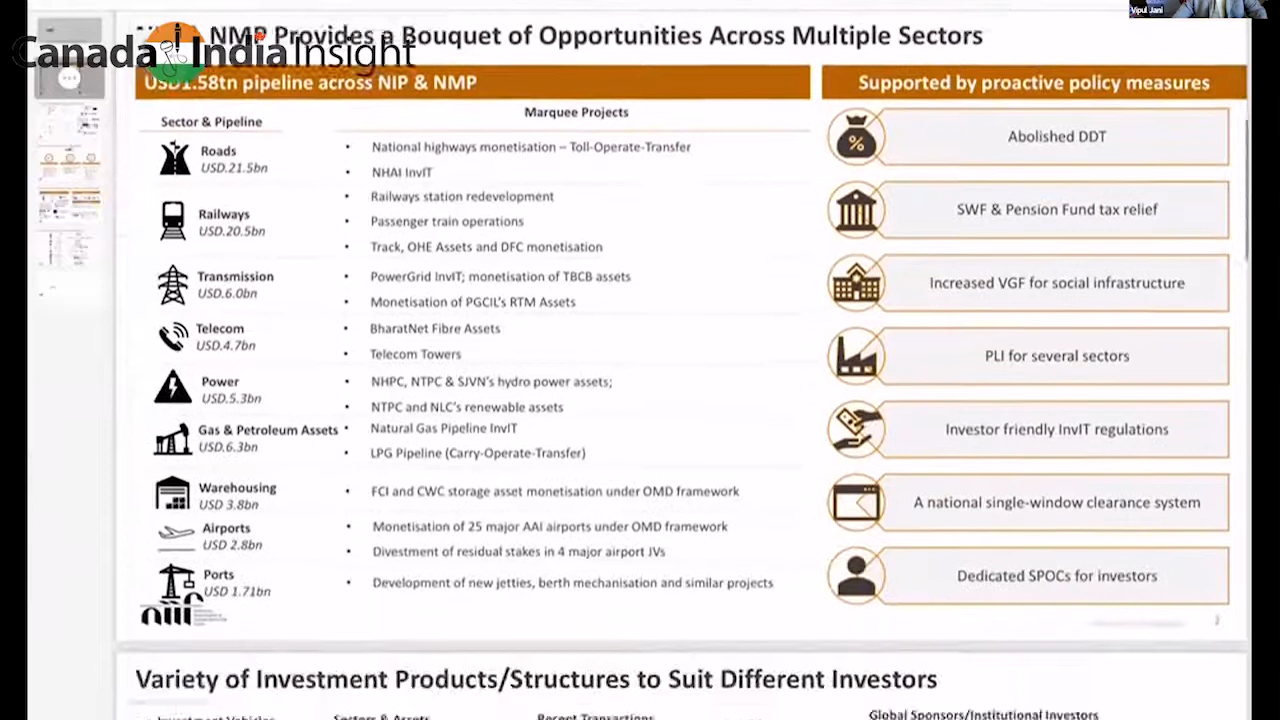 Vipul Jani
Canada India Insight
NMP Provides a Bouquet of Opportunities Across Multiple Sectors
USD1.58tn pipeline across NIP & NMP
Sector & Pipeline
Marquee Projects
Roads
USD.21.5bn
• National highways monetisation – Toll-Operate-Transfer
• NHAI InvIT
Railways
USD.20.5bn
• Railways station redevelopment
• Passenger train operations
• Track, OHE Assets and DFC monetisation
Transmission
USD.6.0bn
• PowerGrid InvIT; monetisation of TBCB assets
• Monetisation of PGCIL's RTM Assets
Telecom
USD.4.7bn
• BharatNet Fibre Assets
• Telecom Towers
Power
USD.5.3bn
• NHPC, NTPC & SJVN's hydro power assets;
• NTPC and NLC's renewable assets
Gas & Petroleum Assets
USD.6.3bn
• Natural Gas Pipeline InvIT
• LPG Pipeline (Carry-Operate-Transfer)
Warehousing
USD 3.8bn
• FCI and CWC storage asset monetisation under OMD framework
Airports
USD 2.8bn
• Monetisation of 25 major AAI airports under OMD framework
• Divestment of residual stakes in 4 major airport JVs
Ports
USD 1.71bn
• Development of new jetties, berth mechanisation and similar projects
Supported by proactive policy measures
Abolished DDT
SWF & Pension Fund tax relief
Increased VGF for social infrastructure
PLI for several sectors
Investor friendly InvIT regulations
A national single-window clearance system
Dedicated SPOCs for investors
niif
Variety of Investment Products/Structures to Suit Different Investors
Investment Vehicles
Sectors & Assets
Recent Transactions
Global Sponsors/Institutional Investors